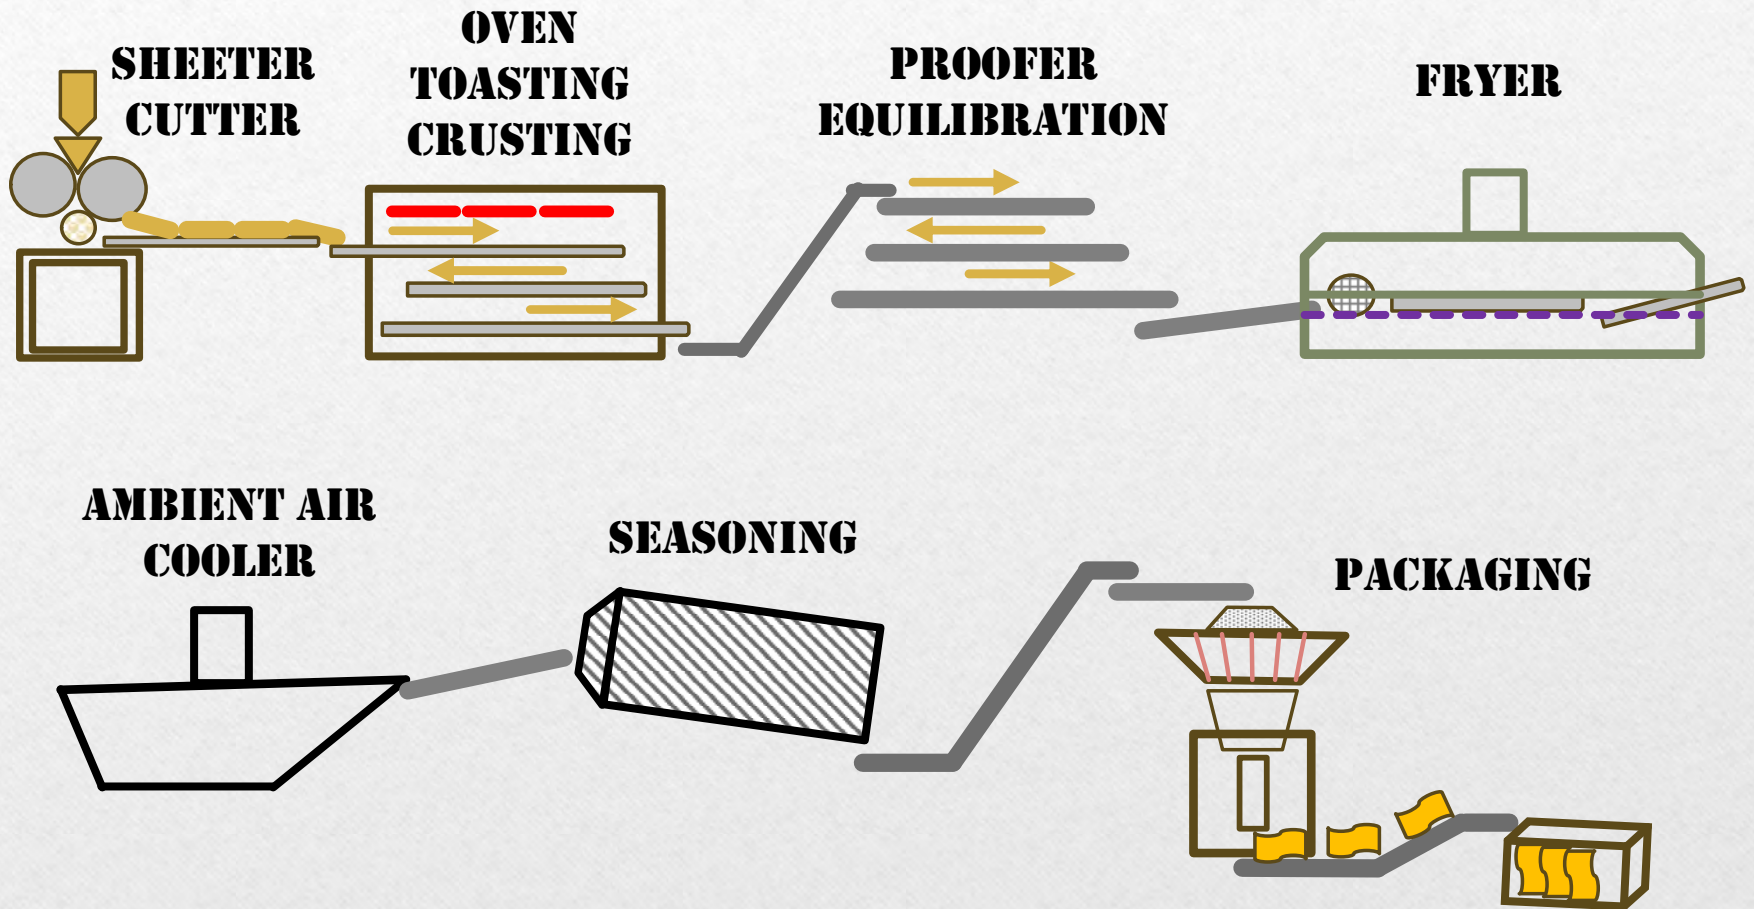 SHEETER
CUTTER
OVEN
TOASTING
CRUSTING
PROOFER
EQUILIBRATION
FRYER
AMBIENT AIR
COOLER
SEASONING
PACKAGING